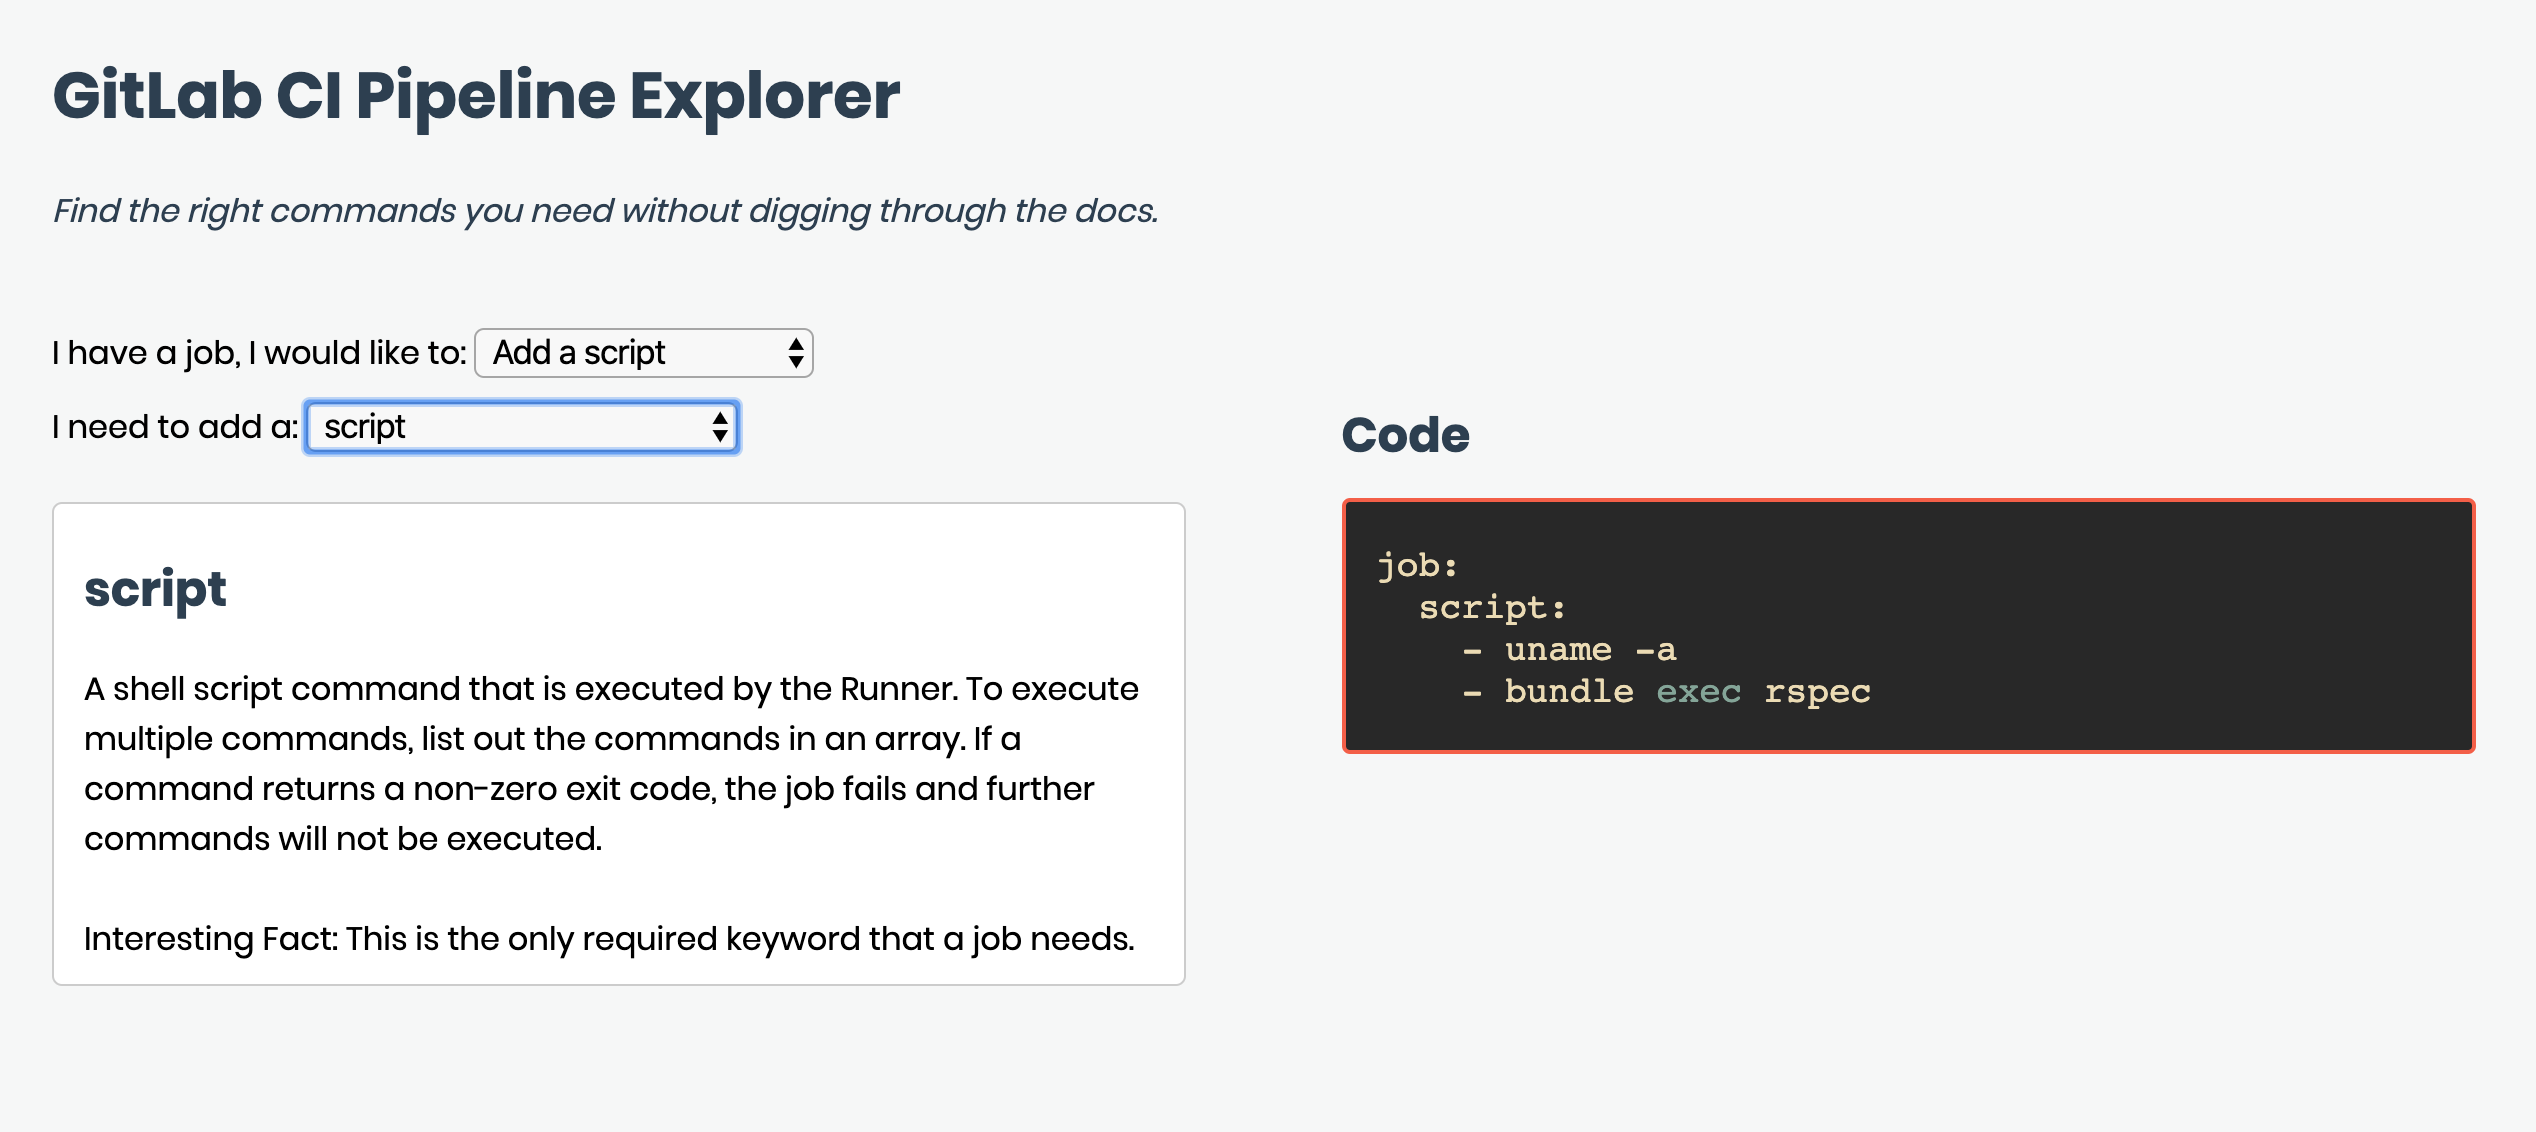 GitLab CI Pipeline Explorer
Find the right commands you need without digging through the docs.
I have a job, I would like to: Add a script
I need to add a: script
script
A shell script command that is executed by the Runner. To execute
multiple commands, list out the commands in an array. If a
command returns a non-zero exit code, the job fails and further
commands will not be executed.
Interesting Fact: This is the only required keyword that a job needs.
Code
job:
  script:
    - uname -a
    - bundle exec rspec